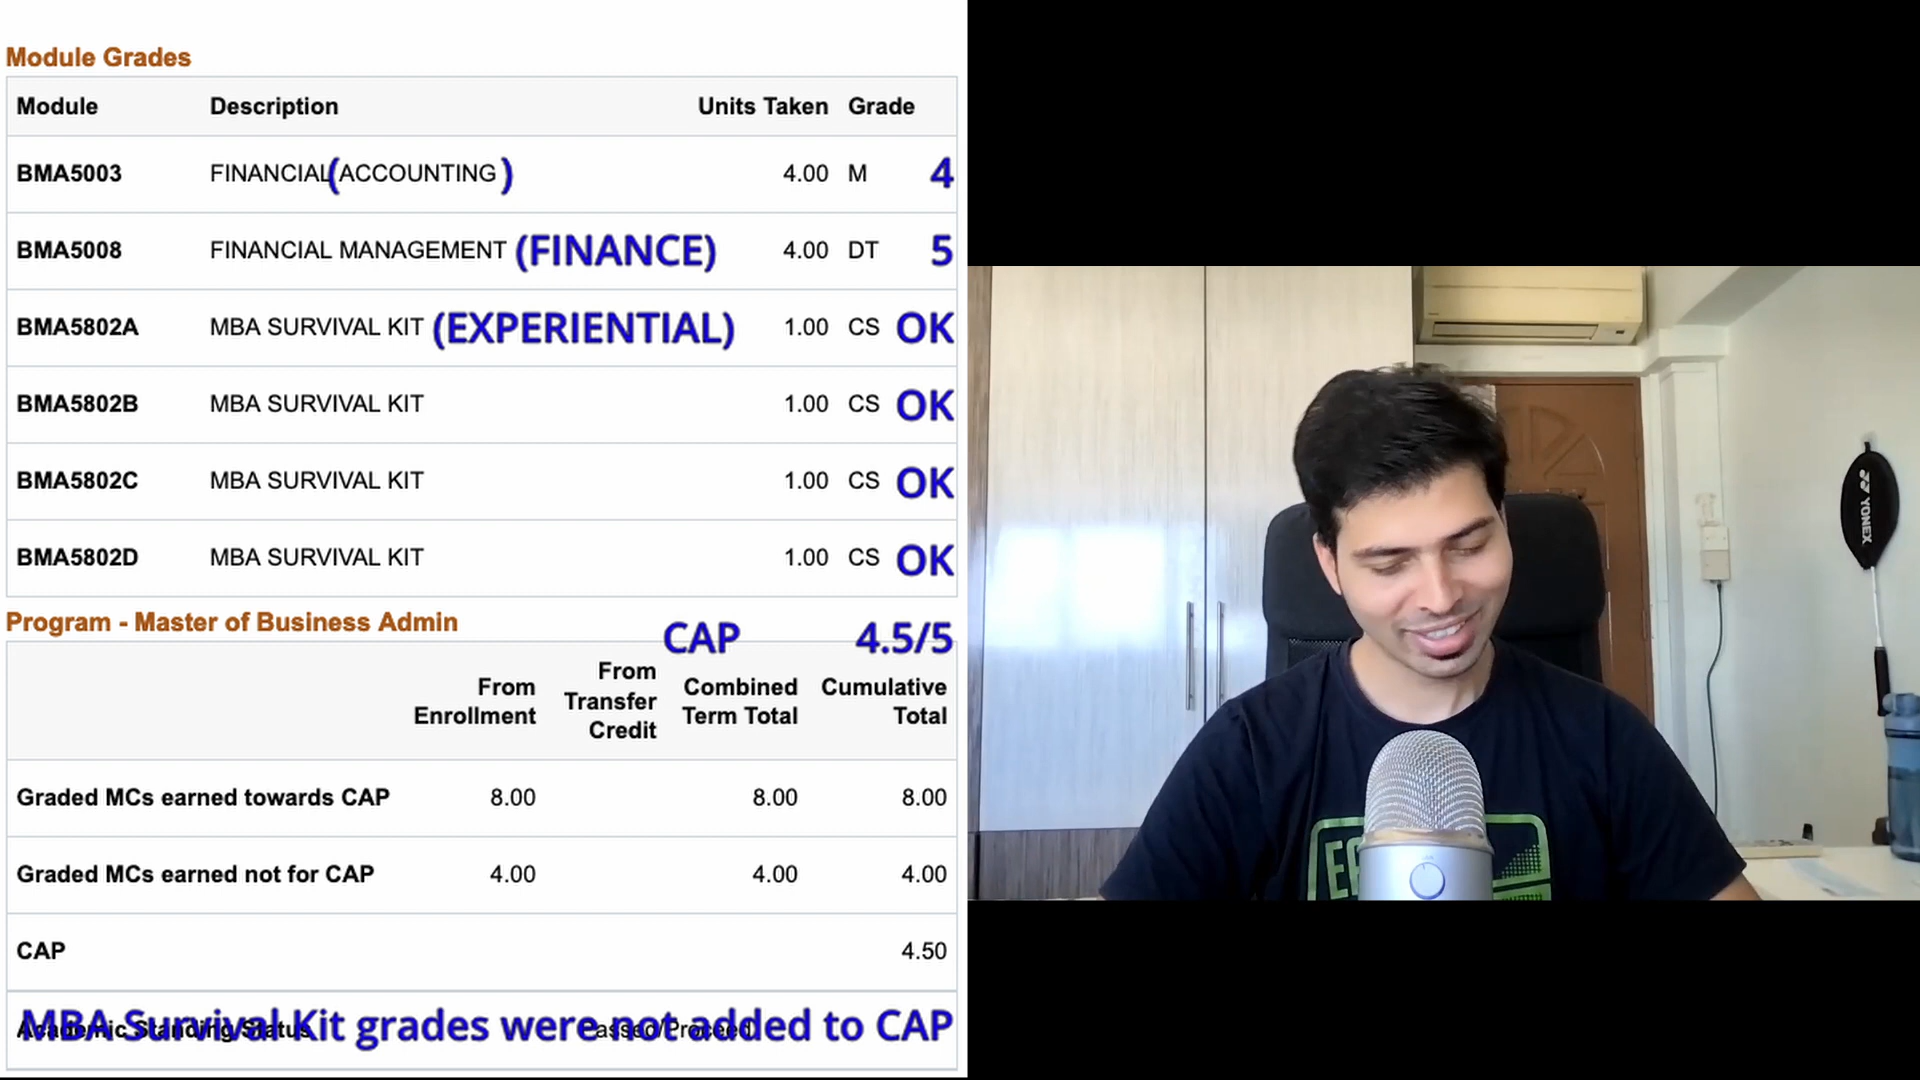 Module Grades
Module Description Units Taken Grade
BMA5003 FINANCIAL(ACCOUNTING) 4.00 M 4
BMA5008 FINANCIAL MANAGEMENT (FINANCE) 4.00 DT 5
BMA5802A MBA SURVIVAL KIT (EXPERIENTIAL) 1.00 CS OK
BMA5802B MBA SURVIVAL KIT 1.00 CS OK
BMA5802C MBA SURVIVAL KIT 1.00 CS OK
BMA5802D MBA SURVIVAL KIT 1.00 CS OK
Program - Master of Business Admin
CAP 4.5/5
From Enrollment
From Transfer Credit
Combined Term Total
Cumulative Total
Graded MCs earned towards CAP 8.00 8.00 8.00
Graded MCs earned not for CAP 4.00 4.00 4.00
CAP 4.50
Academic Standing Status Passed/Proceed
MBA Survival Kit grades were not added to CAP
YONEX